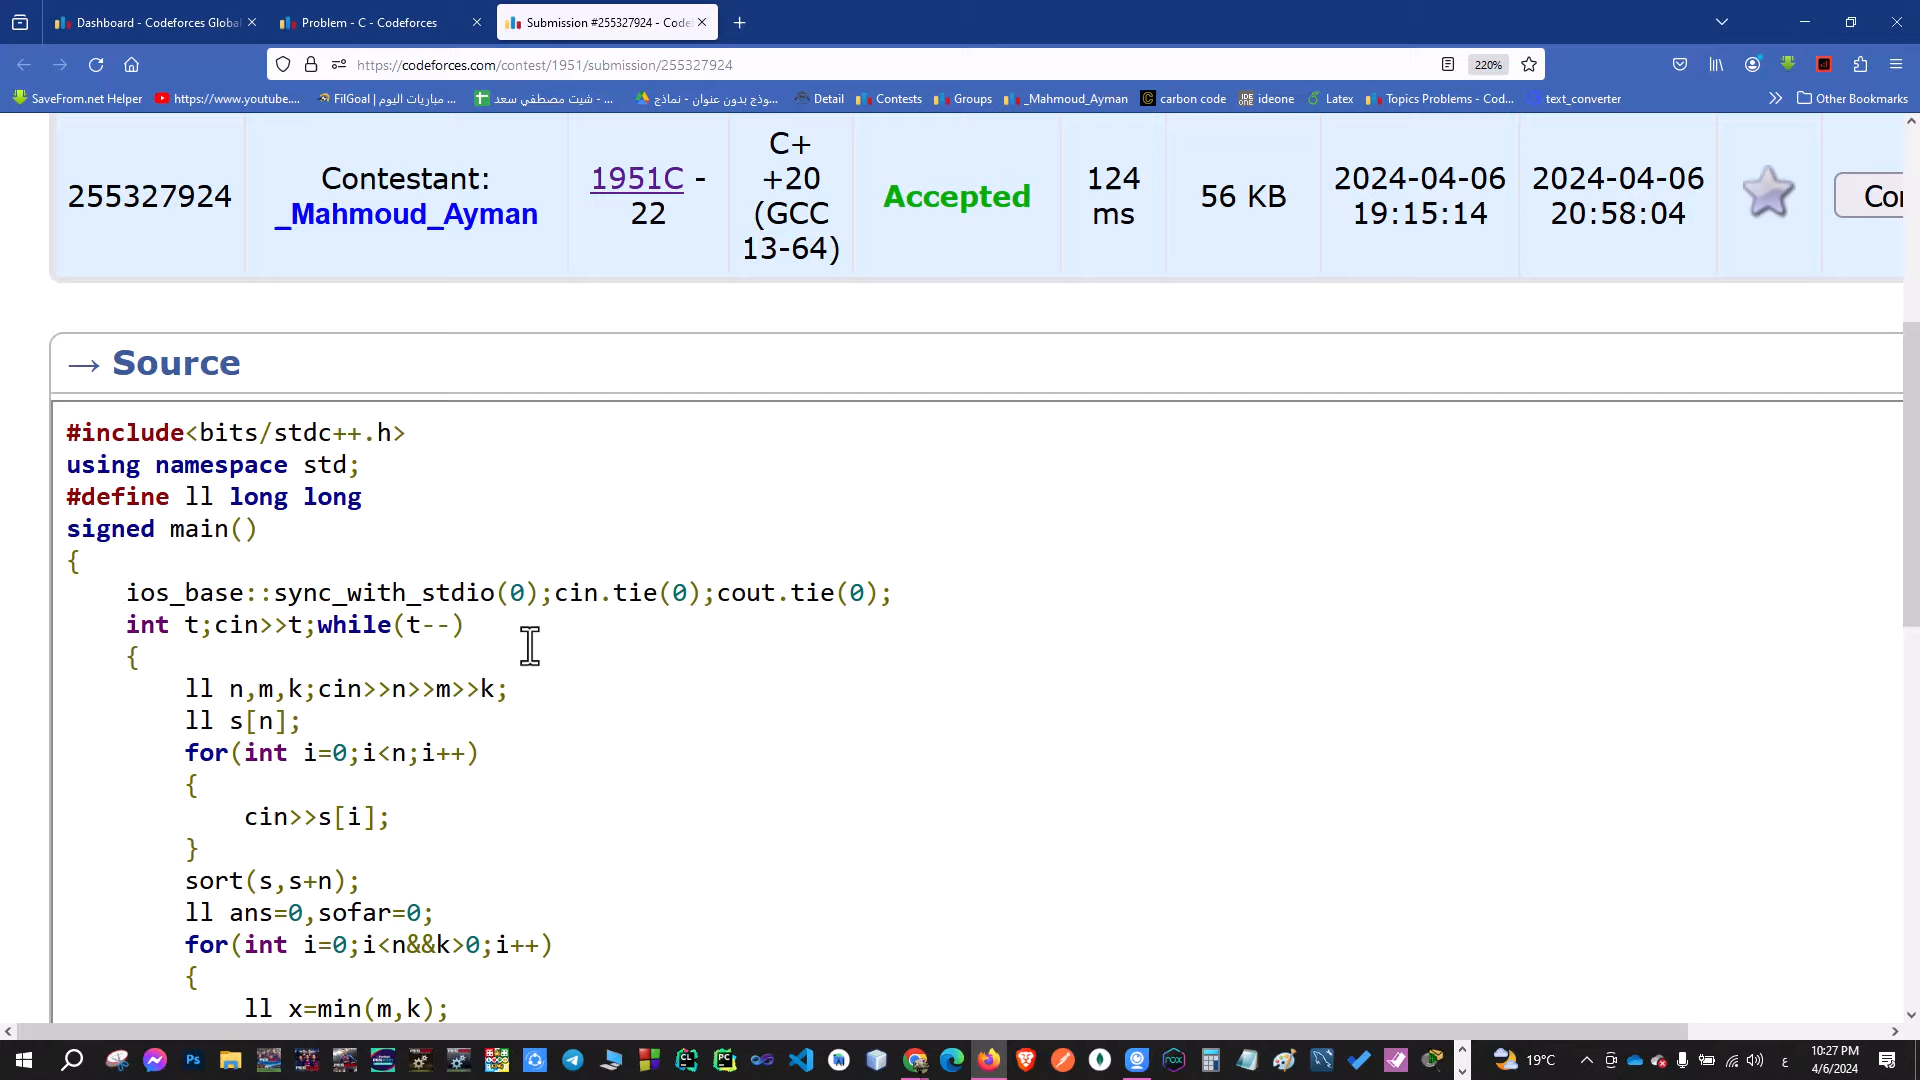 Dashboard - Codeforces Global
Problem - C - Codeforces
Submission #255327924 - Code
https://codeforces.com/contest/1951/submission/255327924
220%
SaveFrom.net Helper
https://www.youtube....
FilGoal | مباريات اليوم ...
شيت مصطفي سعد - ...
نموذج بدون عنوان - نماذج...
Detail
Contests
Groups
_Mahmoud_Ayman
carbon code
ideone
Latex
Topics Problems - Cod...
text_converter
Other Bookmarks
255327924
Contestant:
_Mahmoud_Ayman
1951C -
22
C+
+20
(GCC
13-64)
Accepted
124
ms
56 KB
2024-04-06
19:15:14
2024-04-06
20:58:04
Co
→ Source
#include<bits/stdc++.h>
using namespace std;
#define ll long long
signed main()
{
ios_base::sync_with_stdio(0);cin.tie(0);cout.tie(0);
int t;cin>>t;while(t--)
{
ll n,m,k;cin>>n>>m>>k;
ll s[n];
for(int i=0;i<n;i++)
{
cin>>s[i];
}
sort(s,s+n);
ll ans=0,sofar=0;
for(int i=0;i<n&&k>0;i++)
{
ll x=min(m,k);
19°C
ع
10:27 PM
4/6/2024